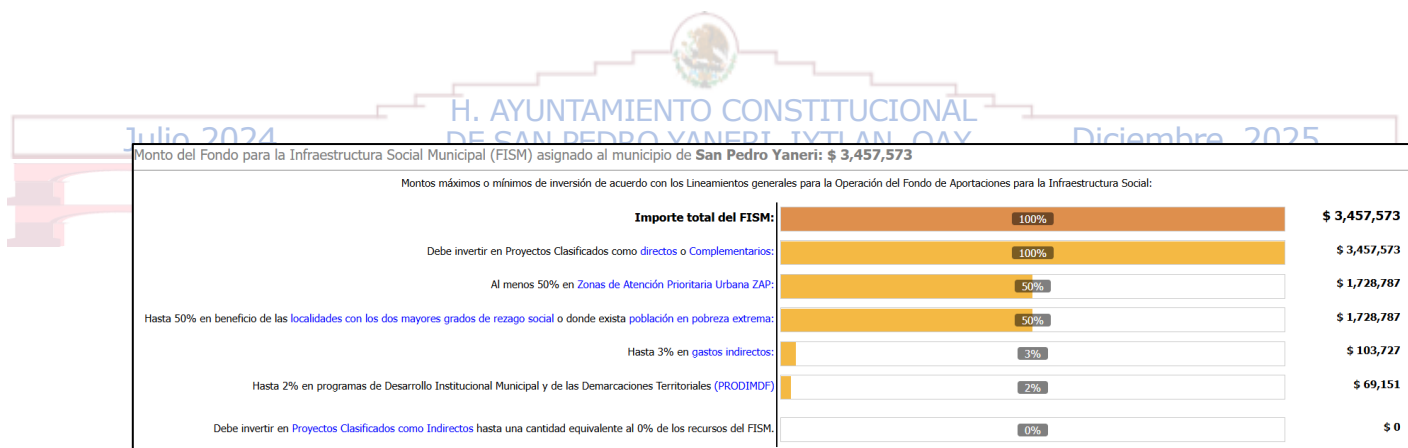 H. AYUNTAMIENTO CONSTITUCIONAL
Julio 2024 DE SAN PEDRO YANERI, IXTLAN, OAX. Diciembre 2025
Monto del Fondo para la Infraestructura Social Municipal (FISM) asignado al municipio de San Pedro Yaneri: $ 3,457,573
Montos máximos o mínimos de inversión de acuerdo con los Lineamientos generales para la Operación del Fondo de Aportaciones para la Infraestructura Social:
Importe total del FISM: 100% $ 3,457,573
Debe invertir en Proyectos Clasificados como directos o Complementarios: 100% $ 3,457,573
Al menos 50% en Zonas de Atención Prioritaria Urbana ZAP: 50% $ 1,728,787
Hasta 50% en beneficio de las localidades con los dos mayores grados de rezago social o donde exista población en pobreza extrema: 50% $ 1,728,787
Hasta 3% en gastos indirectos: 3% $ 103,727
Hasta 2% en programas de Desarrollo Institucional Municipal y de las Demarcaciones Territoriales (PRODIMDF) 2% $ 69,151
Debe invertir en Proyectos Clasificados como Indirectos hasta una cantidad equivalente al 0% de los recursos del FISM. 0% $ 0